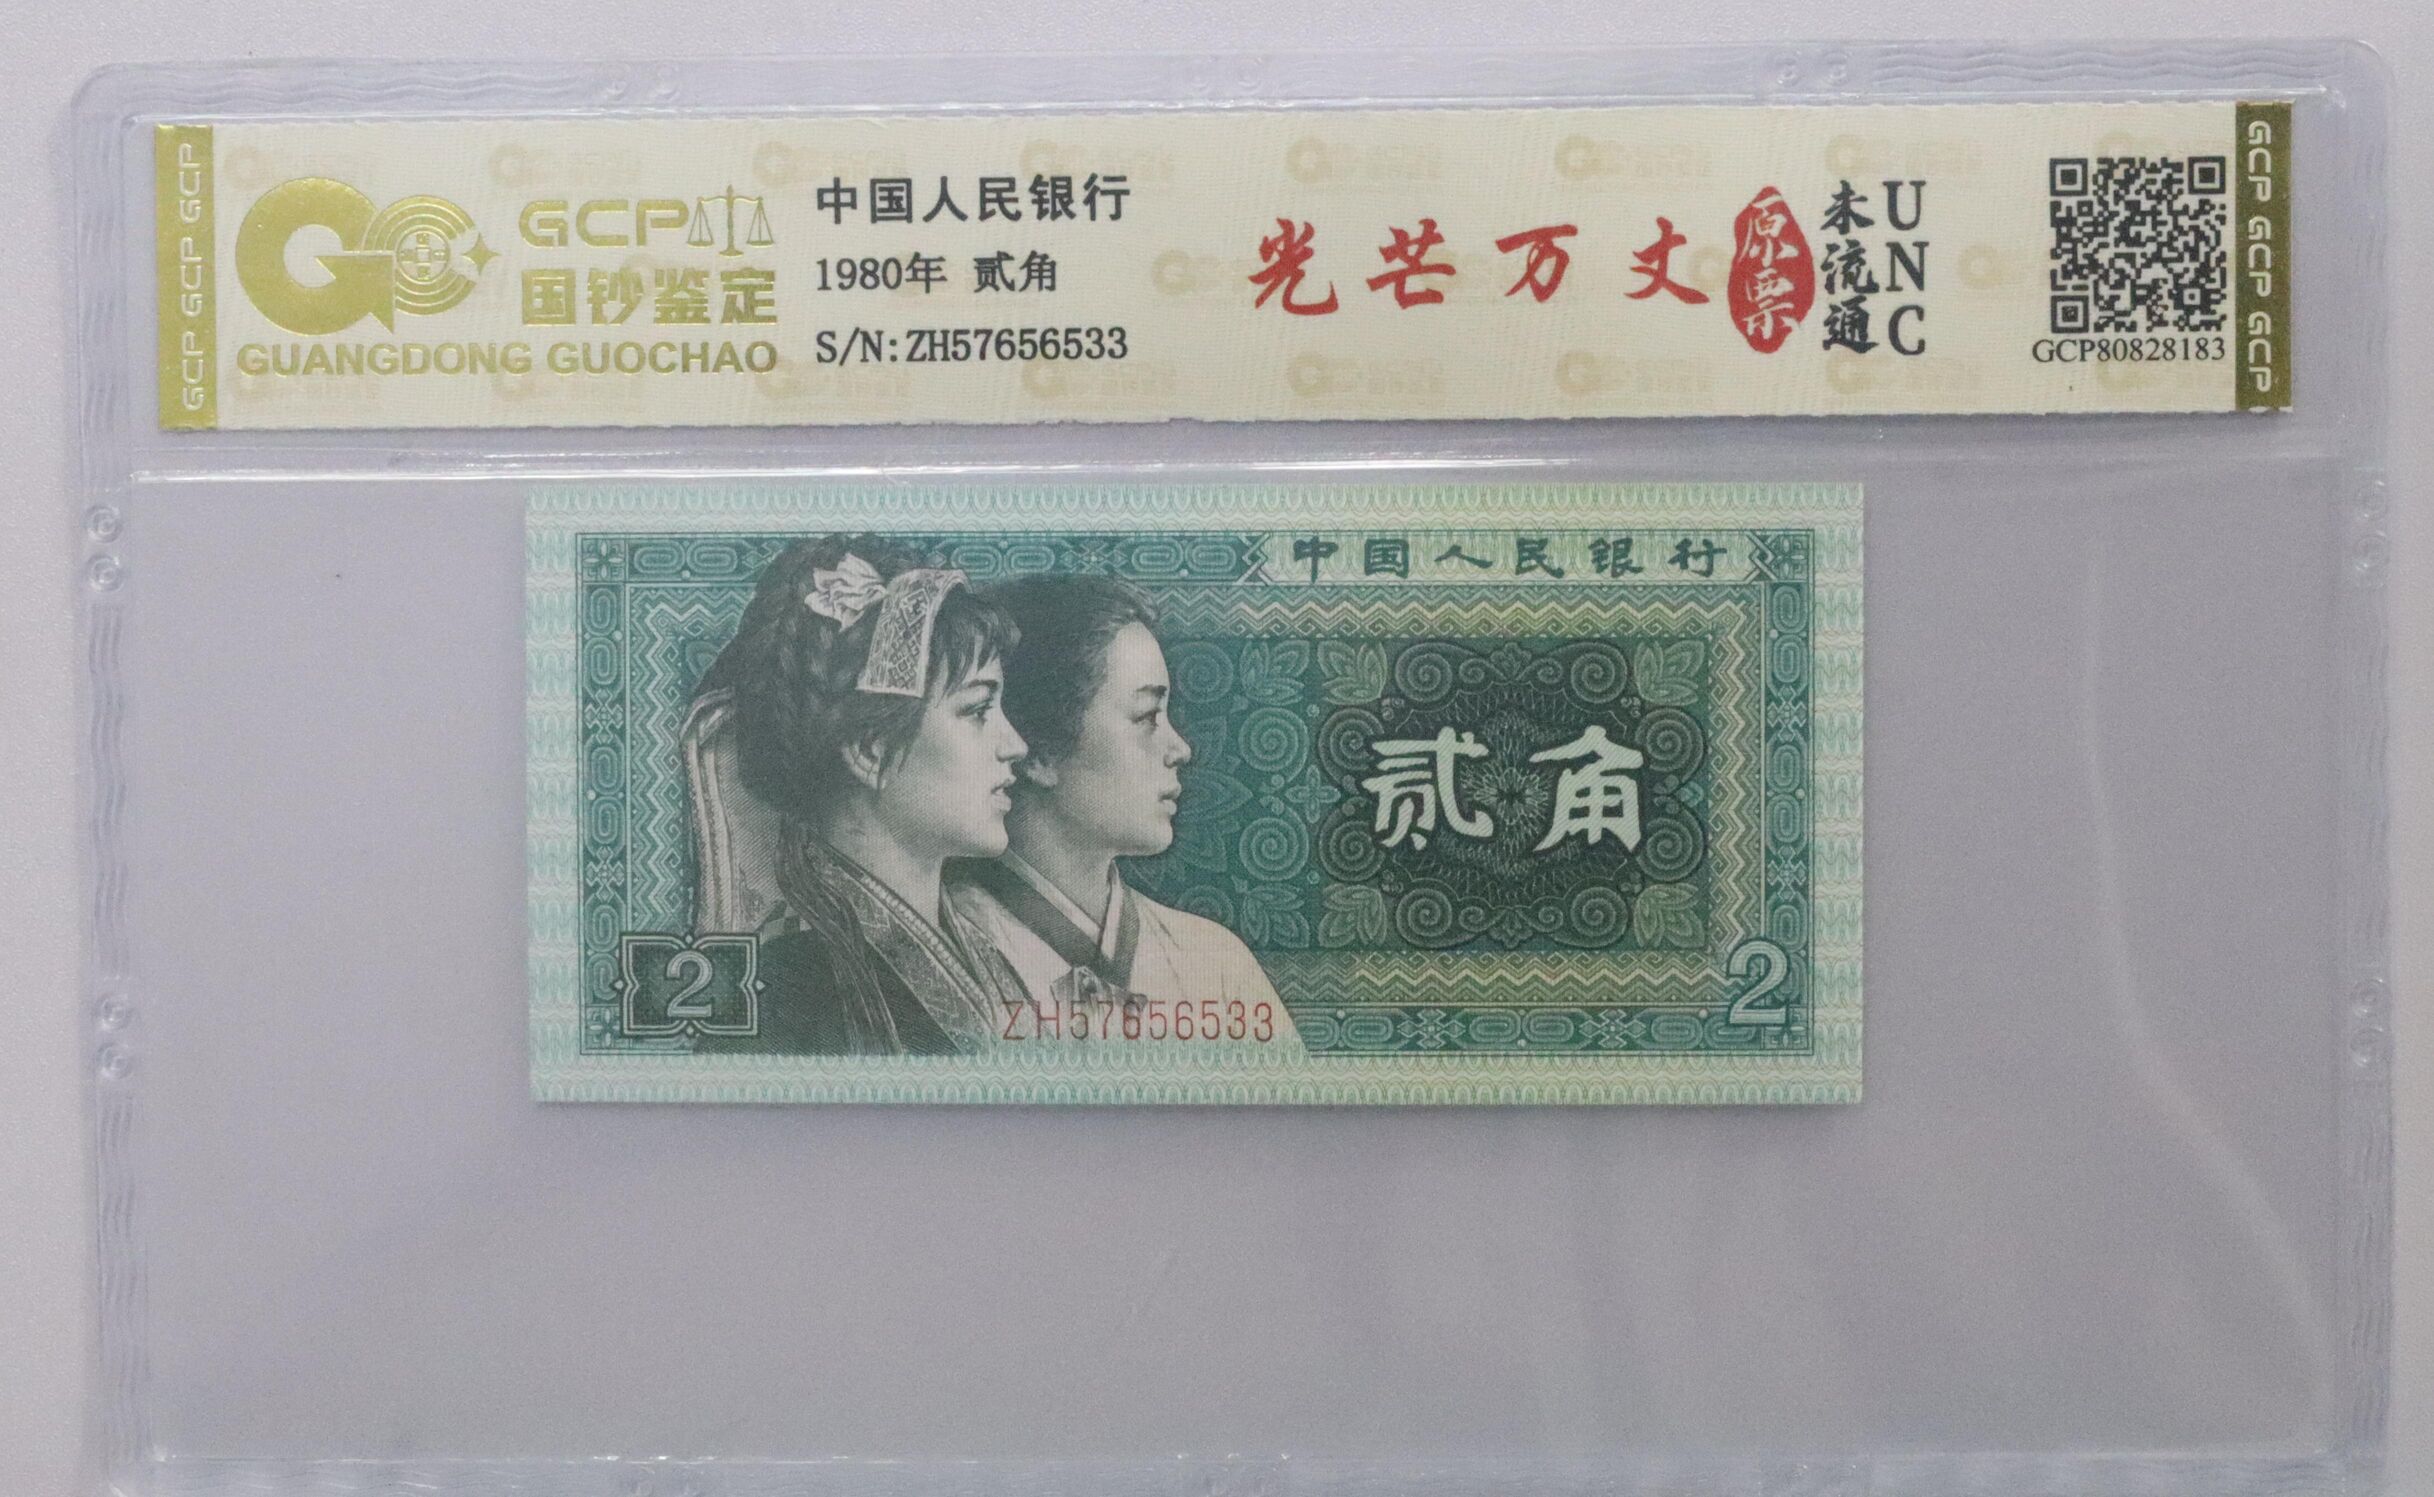 GCP GCP GCP
GCP
国钞鉴定
GUANGDONG GUOCHAO
中国人民银行
1980年 贰角
S/N:ZH57656533
光芒万丈
原票
未流通
UNC
GCP80828183
GCP GCP GCP
中国人民银行
贰角
2
ZH57656533
2